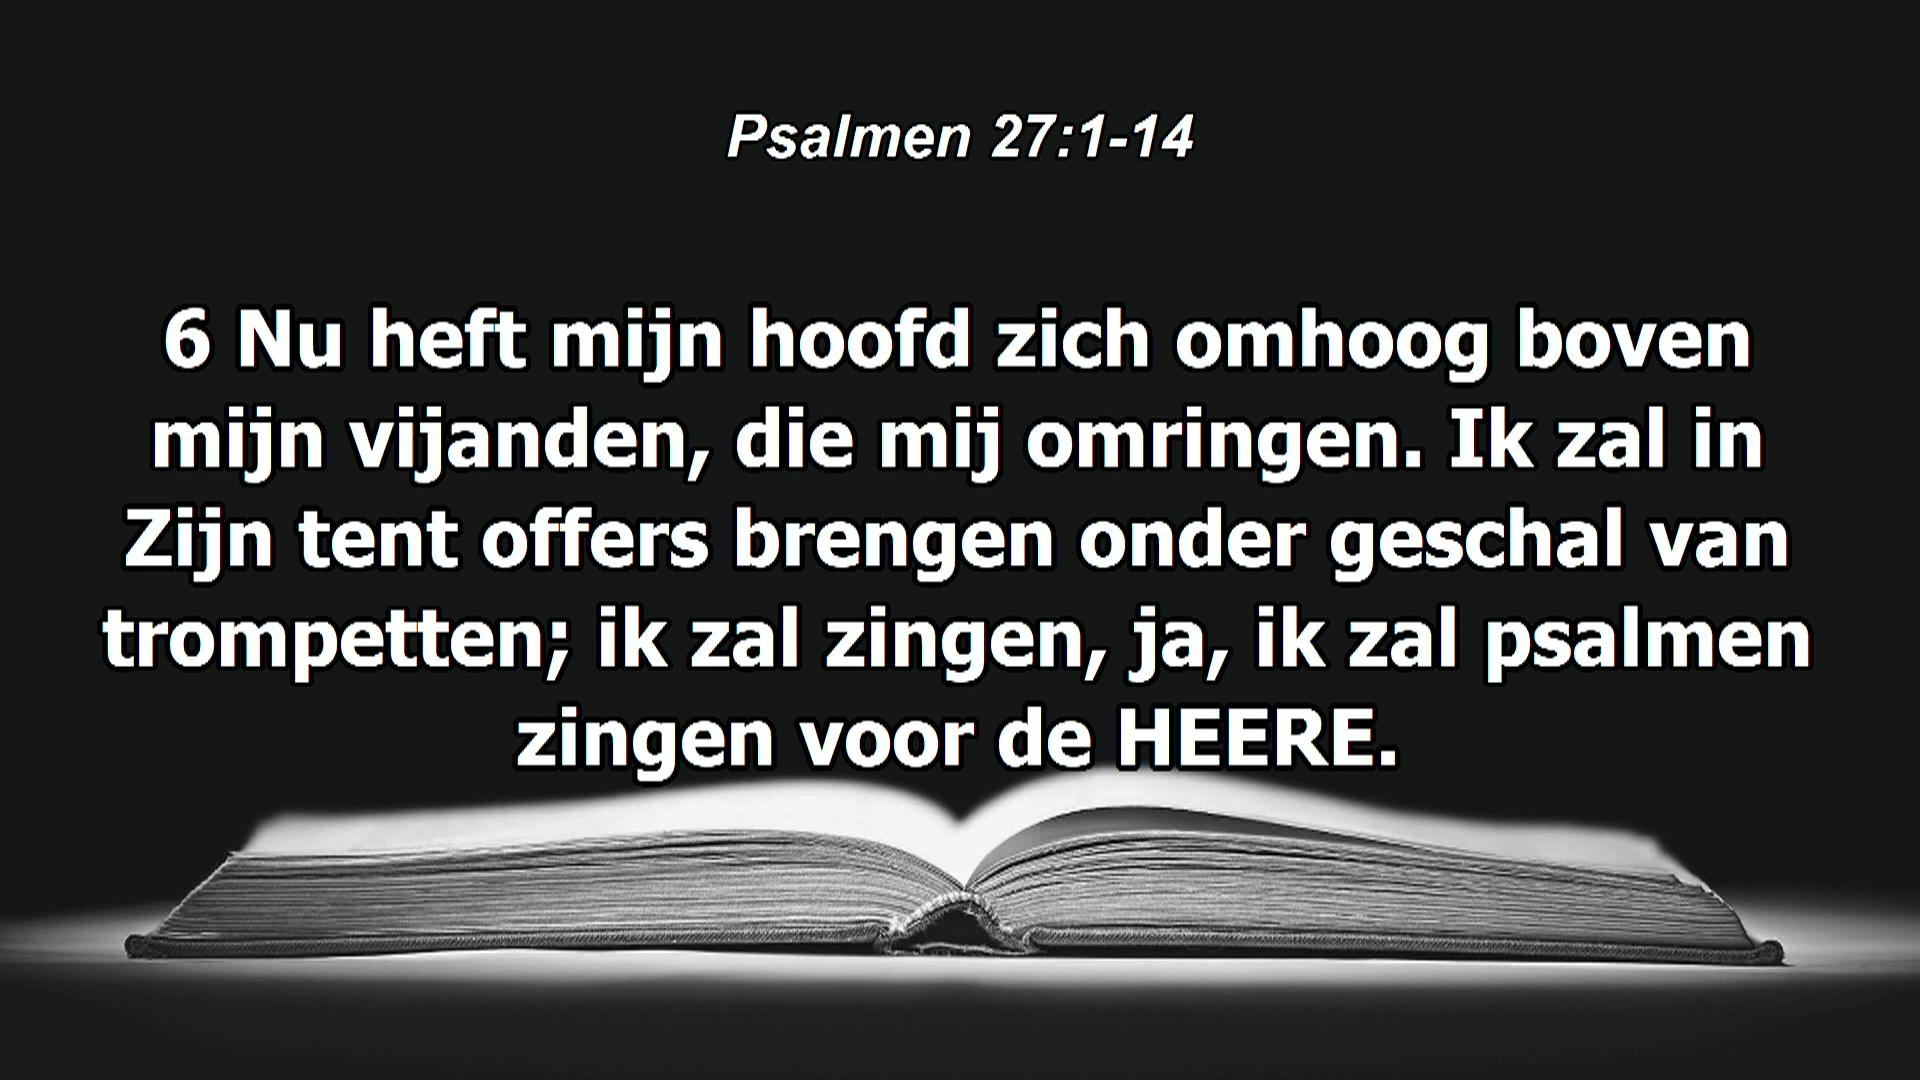 Psalmen 27:1-14
6 Nu heft mijn hoofd zich omhoog boven
mijn vijanden, die mij omringen. Ik zal in
Zijn tent offers brengen onder geschal van
trompetten; ik zal zingen, ja, ik zal psalmen
zingen voor de HEERE.